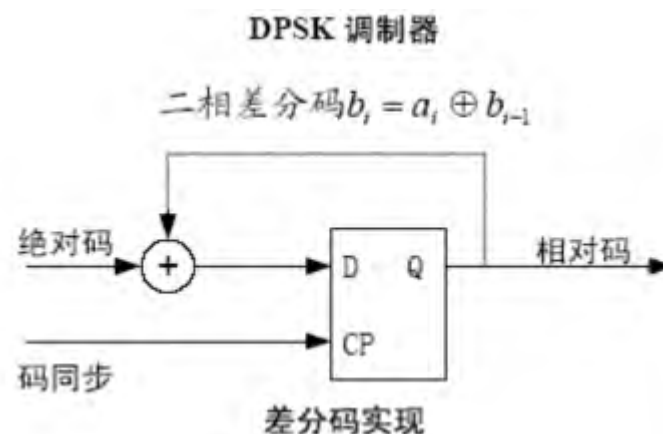 DPSK 调制器
二相差分码b_i = a_i ⊕ b_{i-1}
绝对码
+
D Q
相对码
CP
码同步
差分码实现